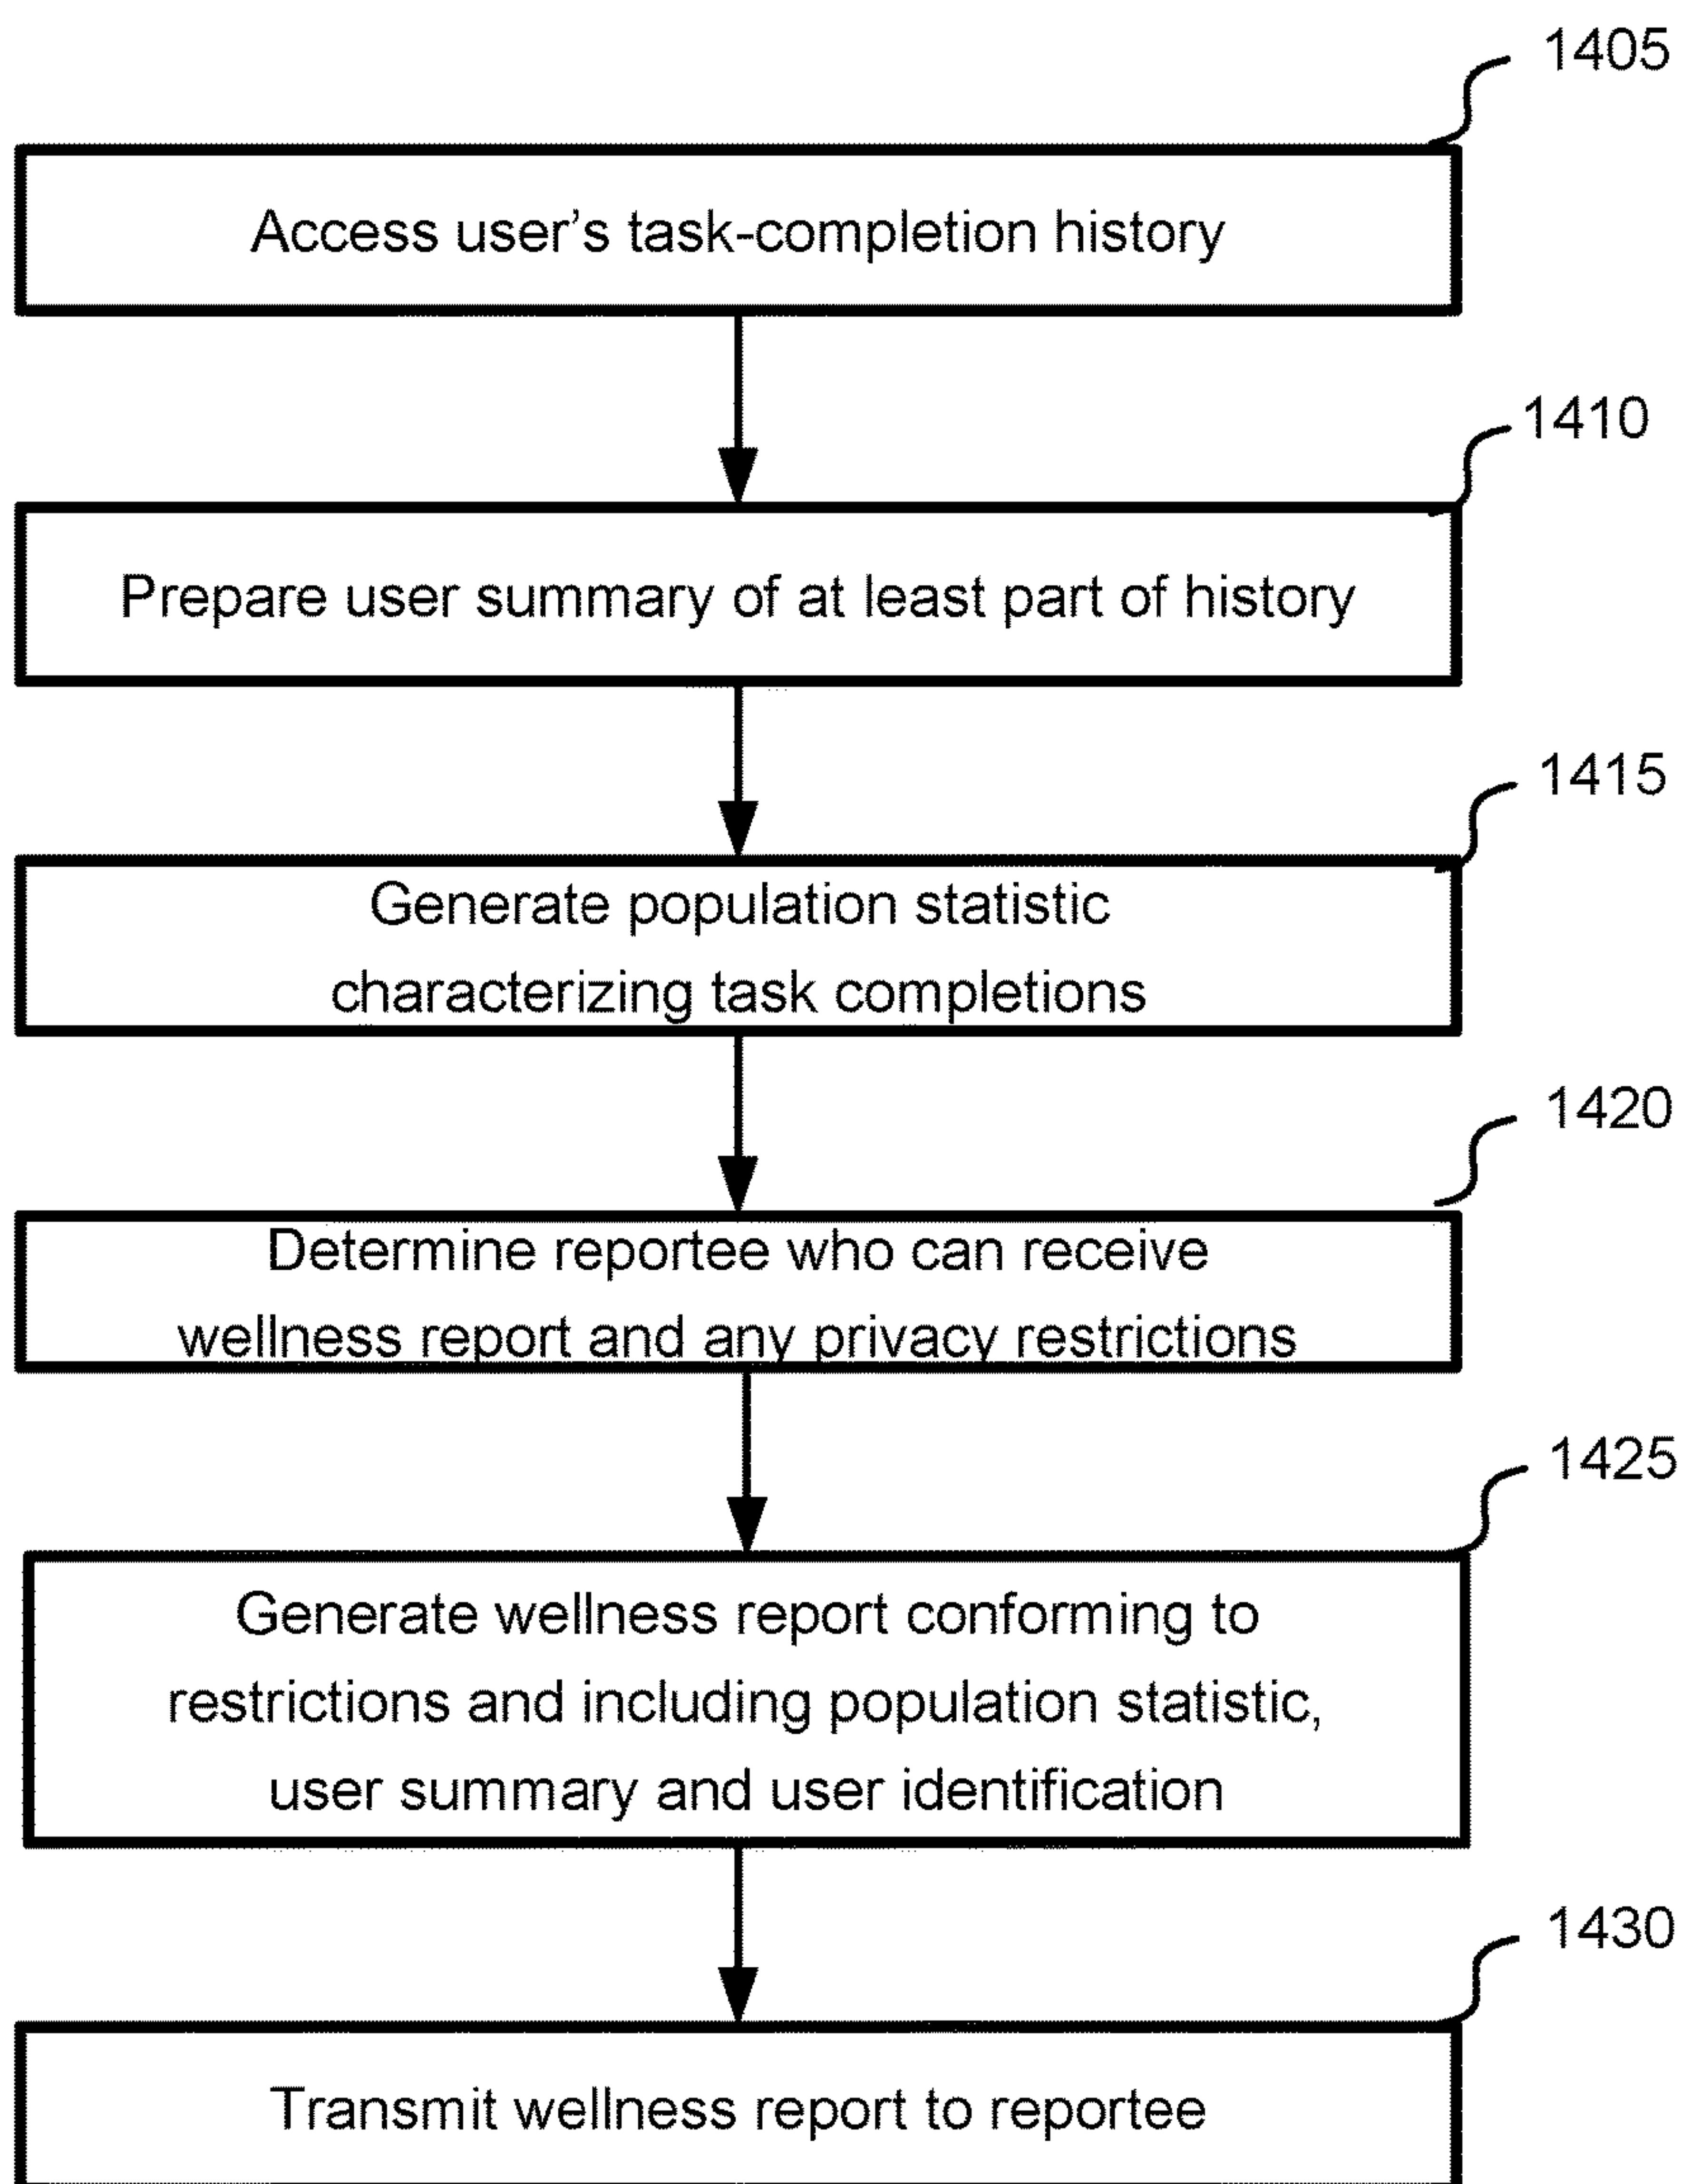 1405
Access user’s task-completion history
1410
Prepare user summary of at least part of history
1415
Generate population statistic
characterizing task completions
1420
Determine reportee who can receive
wellness report and any privacy restrictions
1425
Generate wellness report conforming to
restrictions and including population statistic,
user summary and user identification
1430
Transmit wellness report to reportee